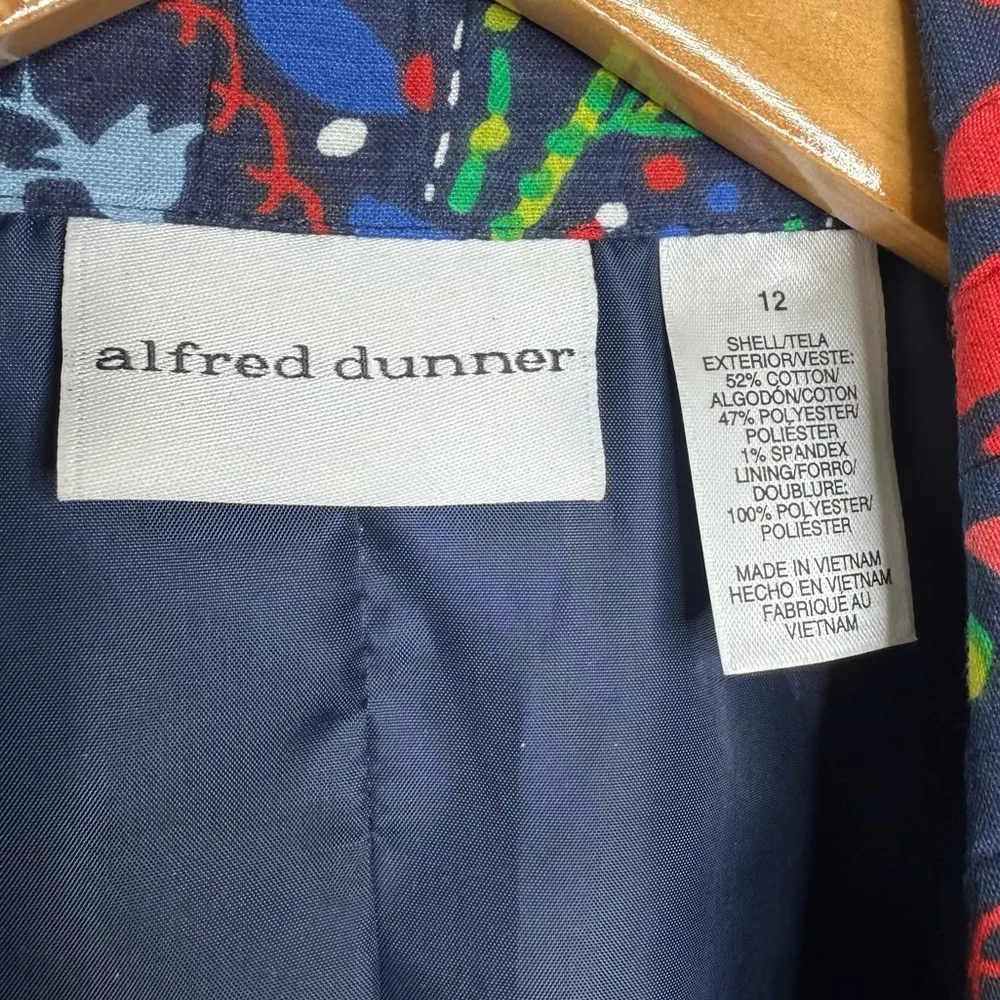 alfred dunner
12
SHELL/TELA
EXTERIOR/VESTE:
52% COTTON/
ALGODÓN/COTON
47% POLYESTER/
POLIÉSTER
1% SPANDEX
LINING/FORRO/
DOUBLURE:
100% POLYESTER/
POLIÉSTER
MADE IN VIETNAM
HECHO EN VIETNAM
FABRIQUÉ AU
VIETNAM